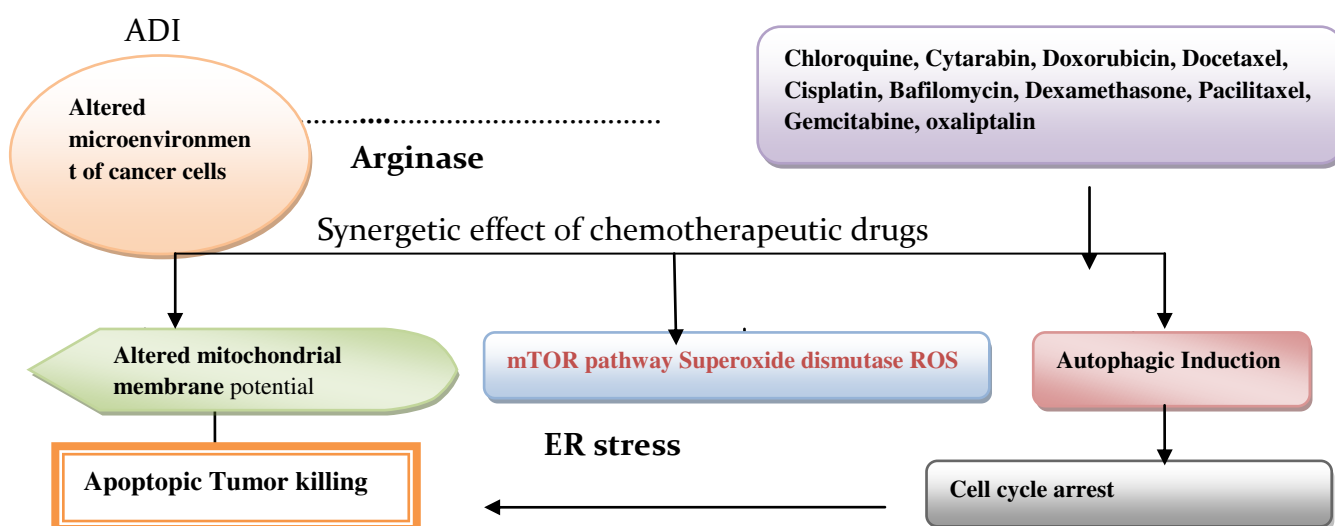 ADI
Altered
microenvironmen
t of cancer cells
Chloroquine, Cytarabin, Doxorubicin, Docetaxel,
Cisplatin, Bafilomycin, Dexamethasone, Pacilitaxel,
Gemcitabine, oxaliptalin
Arginase
Synergetic effect of chemotherapeutic drugs
Altered mitochondrial
membrane potential
mTOR pathway Superoxide dismutase ROS
Autophagic Induction
ER stress
Apoptopic Tumor killing
Cell cycle arrest